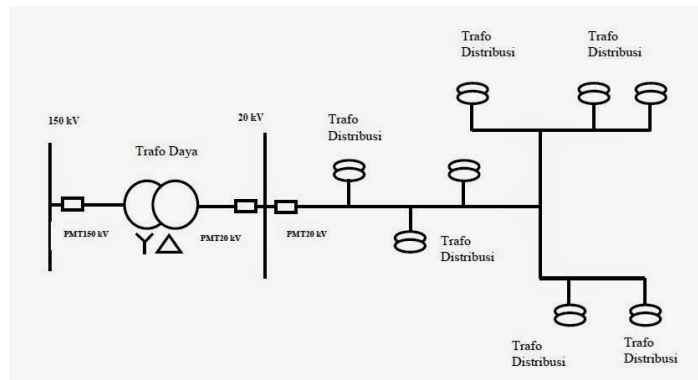 Trafo
Distribusi
Trafo
Distribusi
150 kV
20 kV
Trafo
Distribusi
Trafo Daya
PMT150 kV
PMT20 kV
PMT20 kV
Trafo
Distribusi
Trafo
Distribusi
Trafo
Distribusi